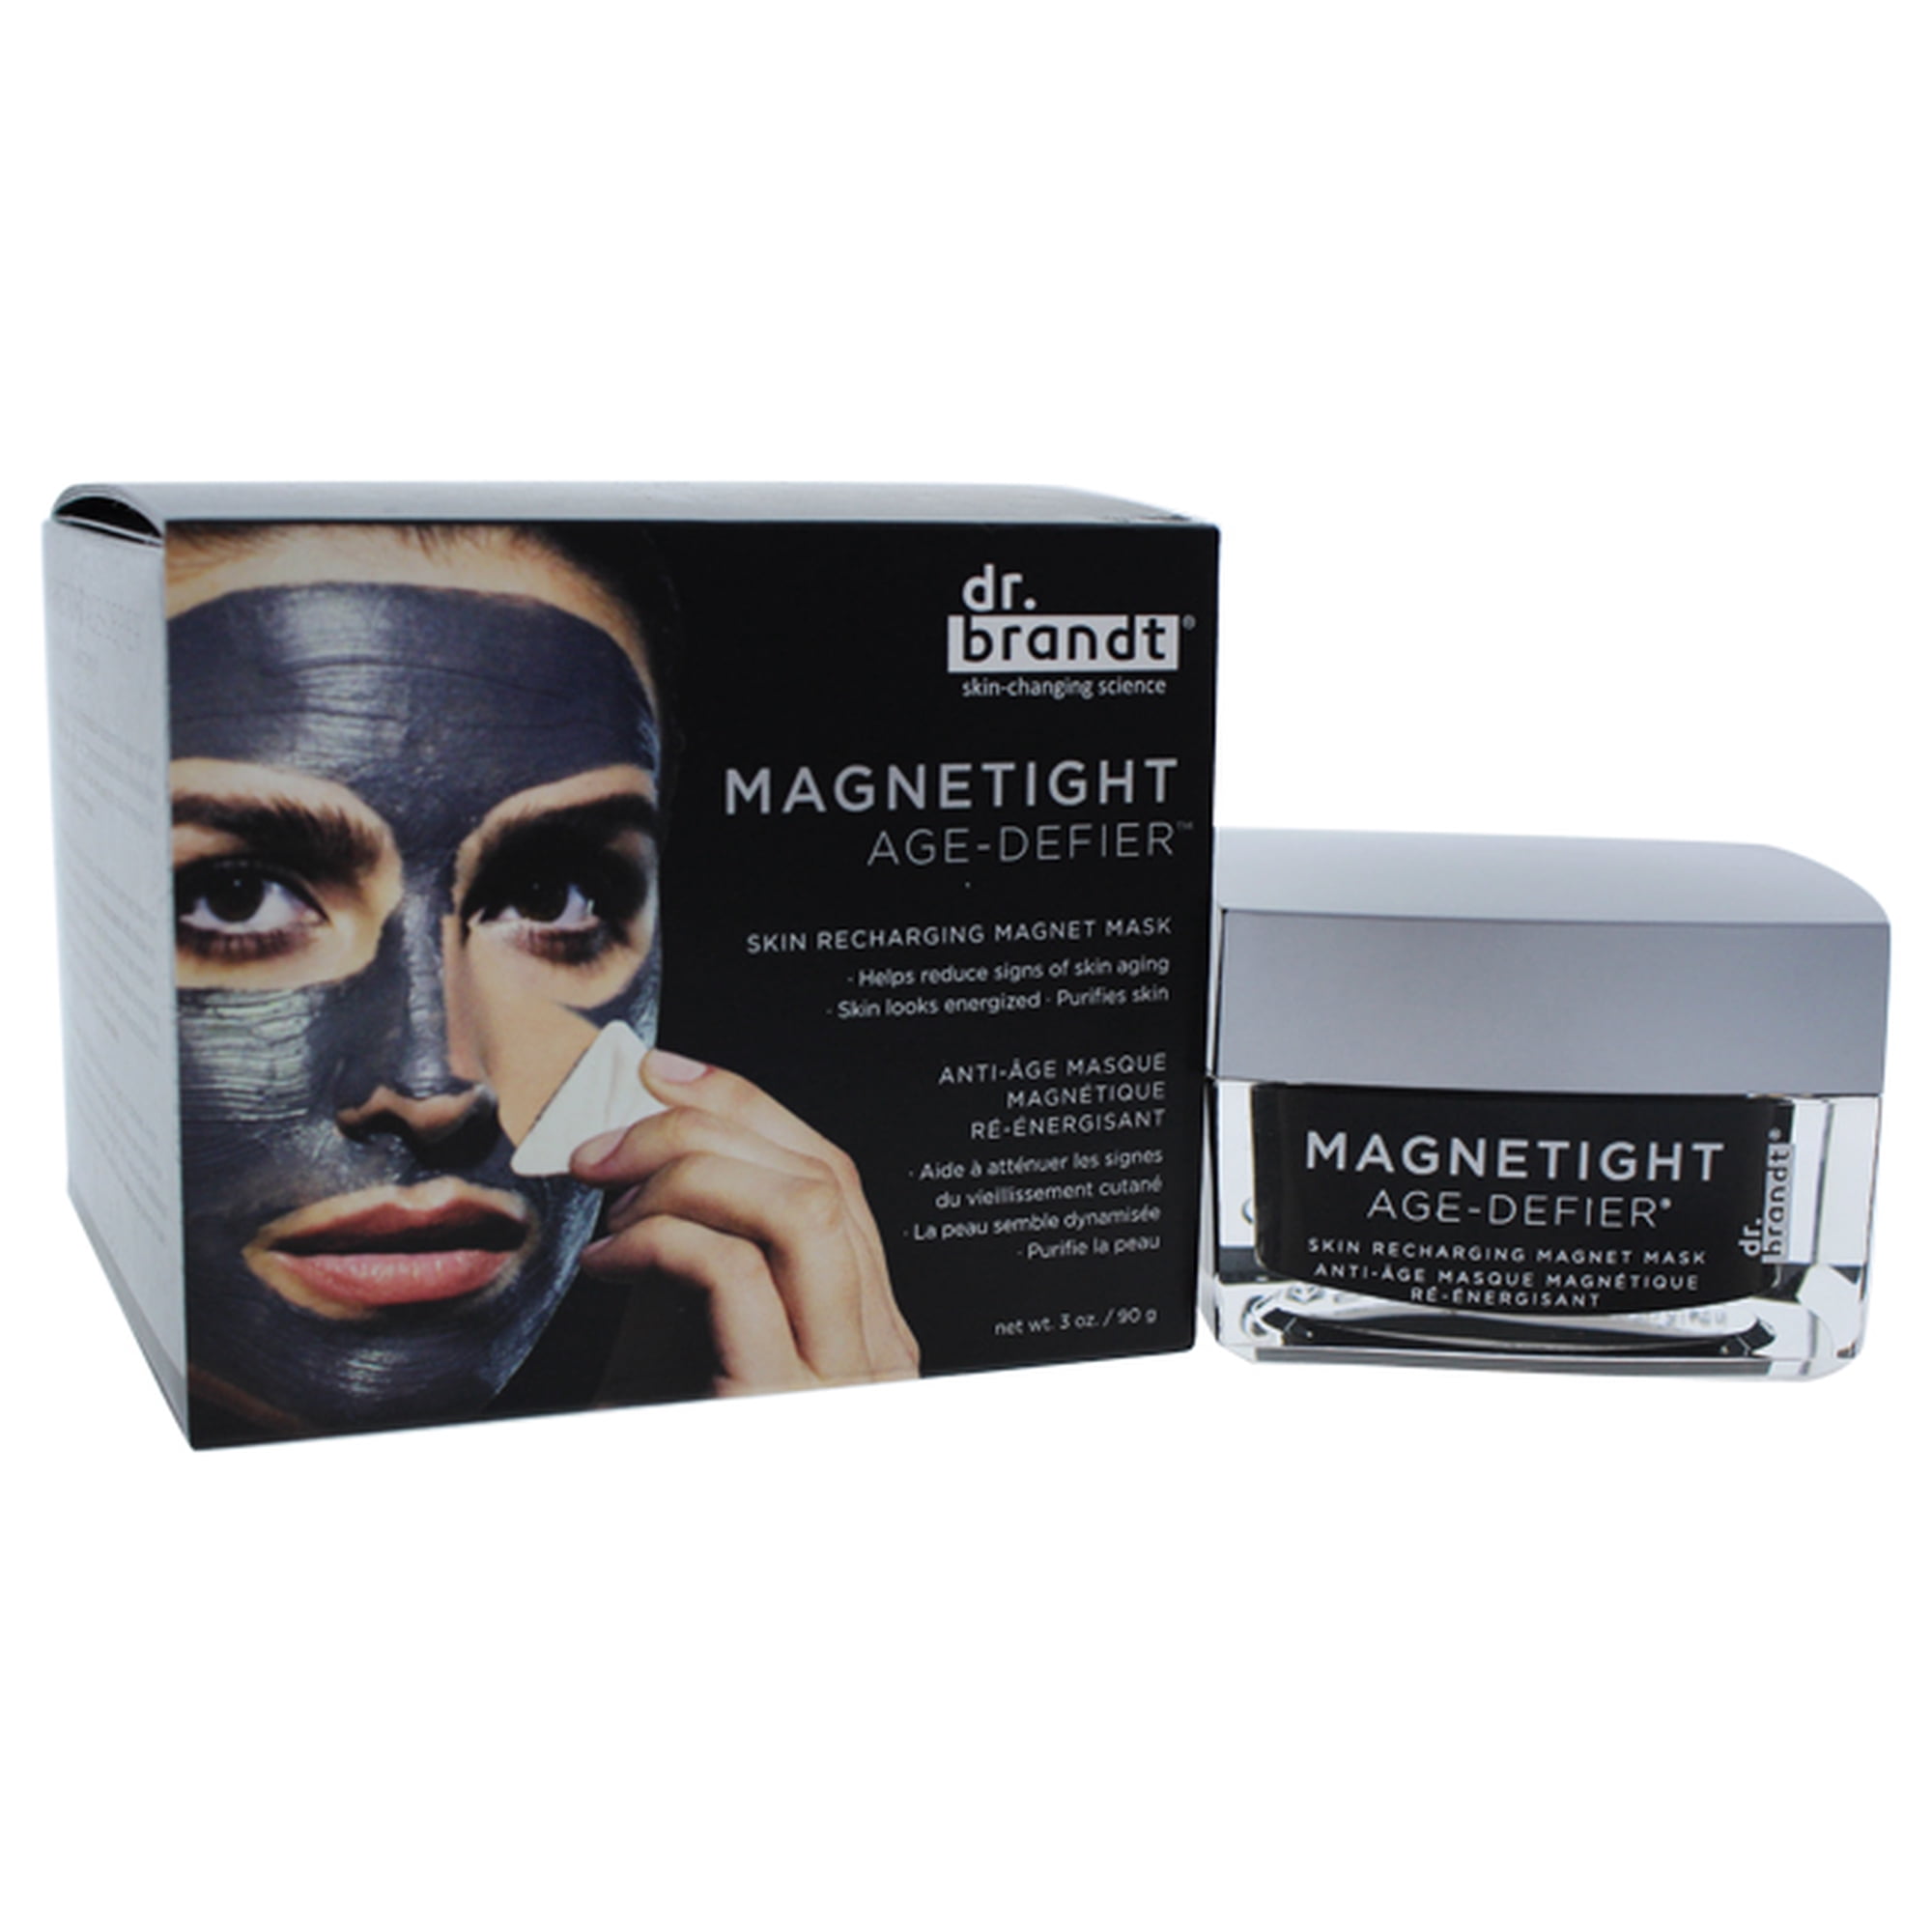 dr.
brandt®
skin-changing science
MAGNETIGHT
AGE-DEFIER™
SKIN RECHARGING MAGNET MASK
· Helps reduce signs of skin aging
· Skin looks energized · Purifies skin
ANTI-ÂGE MASQUE
MAGNÉTIQUE
RÉ-ÉNERGISANT
· Aide à atténuer les signes
du vieillissement cutané
· La peau semble dynamisée
· Purifie la peau
net wt. 3 oz. / 90 g
MAGNETIGHT
AGE-DEFIER®
SKIN RECHARGING MAGNET MASK
ANTI-ÂGE MASQUE MAGNÉTIQUE
RÉ-ÉNERGISANT
dr.
brandt®